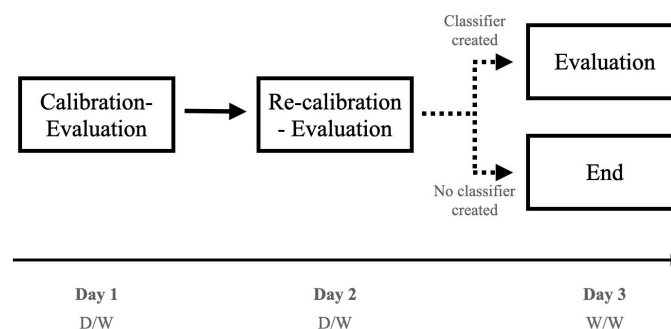 Classifier
created
Calibration-
Evaluation
Re-calibration
- Evaluation
Evaluation
End
No classifier
created
Day 1
Day 2
Day 3
D/W
D/W
W/W